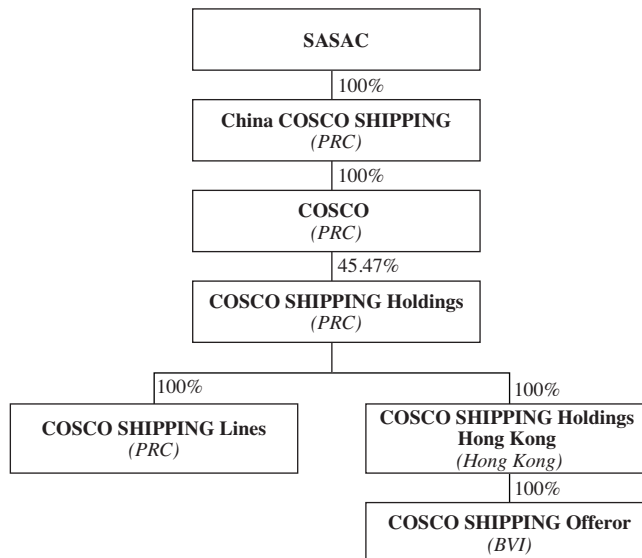 SASAC
100%
China COSCO SHIPPING
(PRC)
100%
COSCO
(PRC)
45.47%
COSCO SHIPPING Holdings
(PRC)
100%
100%
COSCO SHIPPING Lines
(PRC)
COSCO SHIPPING Holdings
Hong Kong
(Hong Kong)
100%
COSCO SHIPPING Offeror
(BVI)